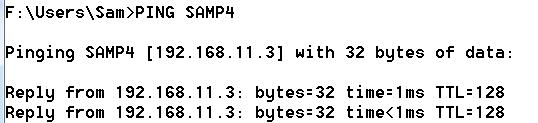 F:\Users\Sam>PING SAMP4
Pinging SAMP4 [192.168.11.3] with 32 bytes of data:
Reply from 192.168.11.3: bytes=32 time=1ms TTL=128
Reply from 192.168.11.3: bytes=32 time<1ms TTL=128